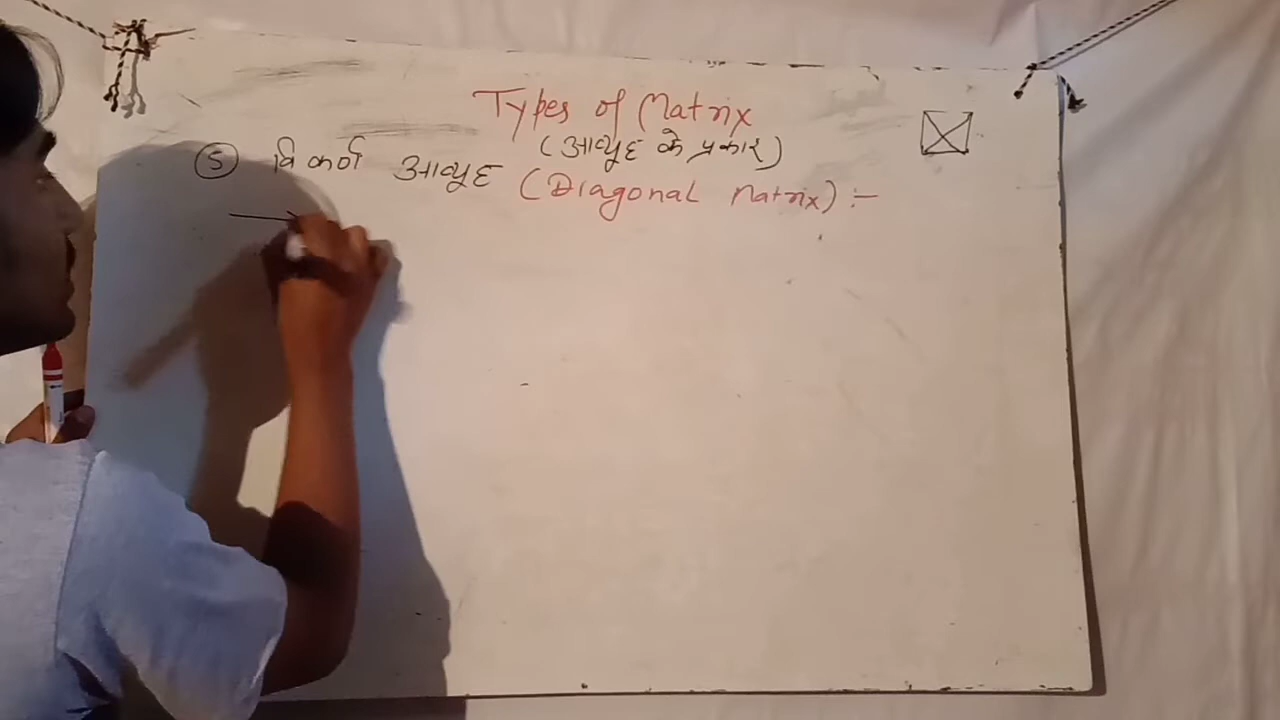 Types of Matrix
(आव्यूह के प्रकार)
⑤ विकर्ण आव्यूह (Diagonal Matrix) :-